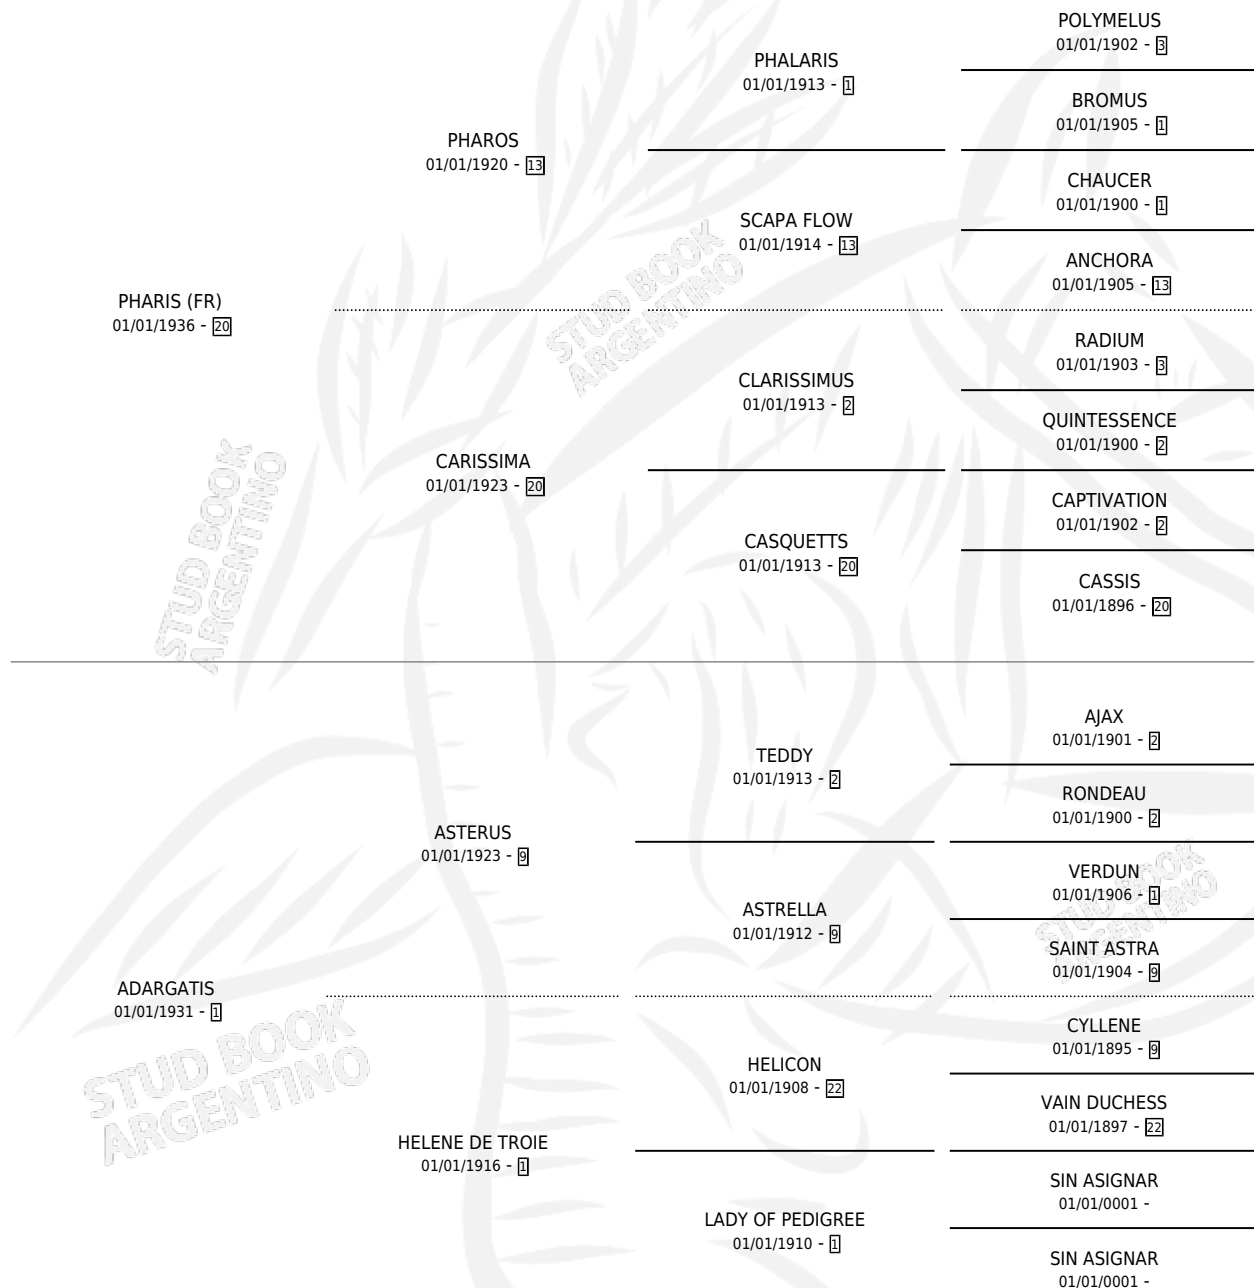 POLYMELUS
01/01/1902 - 3
PHALARIS
01/01/1913 - 1
BROMUS
01/01/1905 - 1
PHAROS
01/01/1920 - 13
CHAUCER
01/01/1900 - 1
SCAPA FLOW
01/01/1914 - 13
ANCHORA
01/01/1905 - 13
PHARIS (FR)
01/01/1936 - 20
RADIUM
01/01/1903 - 3
CLARISSIMUS
01/01/1913 - 2
QUINTESSENCE
01/01/1900 - 2
CARISSIMA
01/01/1923 - 20
CAPTIVATION
01/01/1902 - 2
CASQUETTS
01/01/1913 - 20
CASSIS
01/01/1896 - 20
AJAX
01/01/1901 - 2
TEDDY
01/01/1913 - 2
RONDEAU
01/01/1900 - 2
ASTERUS
01/01/1923 - 9
VERDUN
01/01/1906 - 1
ASTRELLA
01/01/1912 - 9
SAINT ASTRA
01/01/1904 - 9
ADARGATIS
01/01/1931 - 1
CYLLENE
01/01/1895 - 9
HELICON
01/01/1908 - 22
VAIN DUCHESS
01/01/1897 - 22
HELENE DE TROIE
01/01/1916 - 1
SIN ASIGNAR
01/01/0001 -
LADY OF PEDIGREE
01/01/1910 - 1
SIN ASIGNAR
01/01/0001 -
STUD BOOK
ARGENTINO
STUD BOOK
ARGENTINO
STUD BOOK
ARGENTINO
STUD BOOK
ARGENTINO